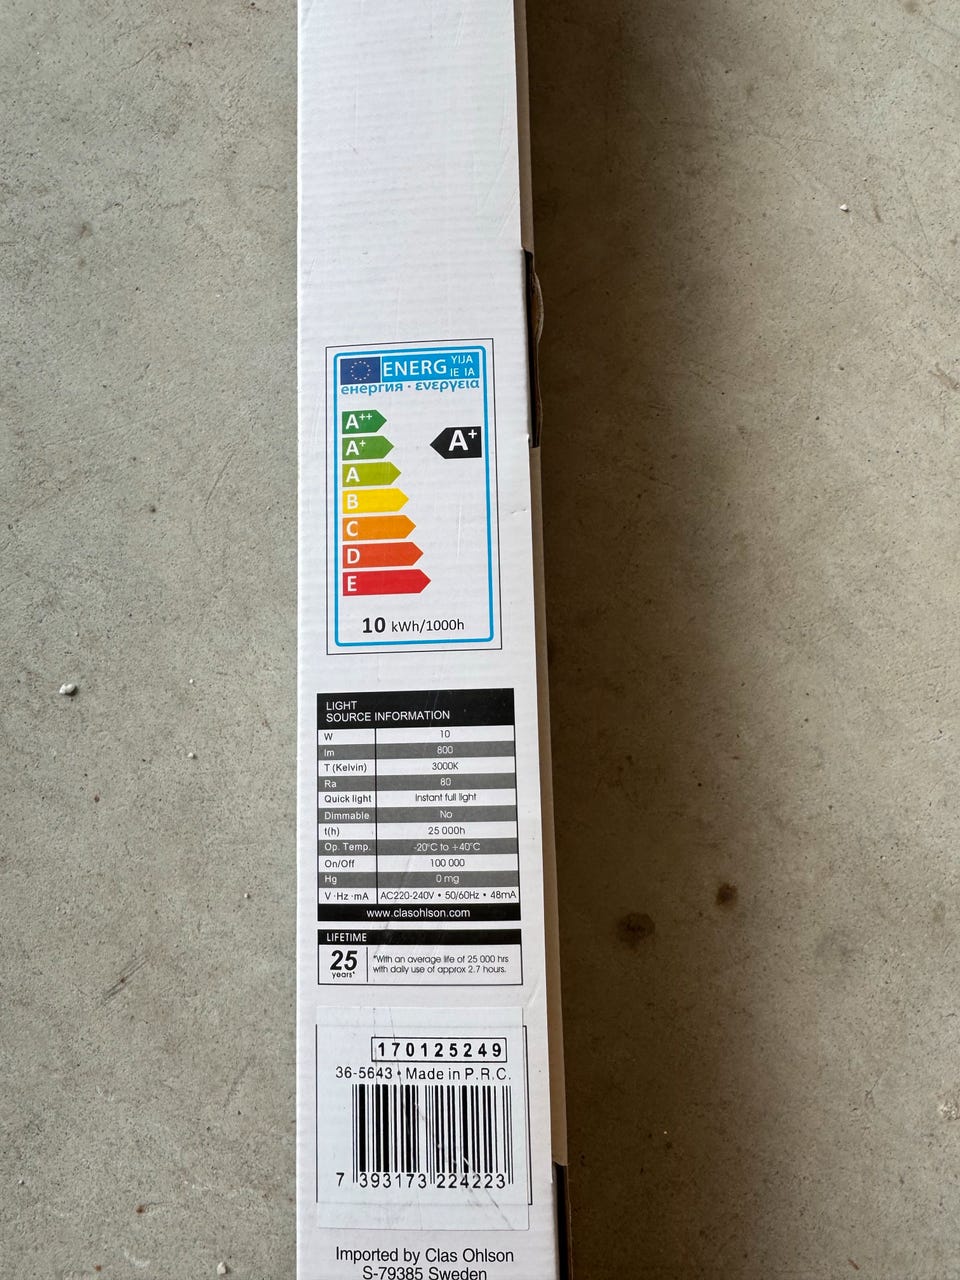 ENERG YIJA
IE IA
енергия · ενεργεια
A++
A+
A+
A
B
C
D
E
10 kWh/1000h
LIGHT
SOURCE INFORMATION
W 10
lm 800
T (Kelvin) 3000K
Ra 80
Quick light Instant full light
Dimmable No
t(h) 25 000h
Op. Temp. -20°C to +40°C
On/Off 100 000
Hg 0 mg
V ·Hz ·mA AC220-240V • 50/60Hz • 48mA
www.clasohlson.com
LIFETIME
25 years*
*With an average life of 25 000 hrs
with daily use of approx 2.7 hours.
170125249
36-5643 • Made in P.R.C.
7 393173 224223
Imported by Clas Ohlson
S-79385 Sweden